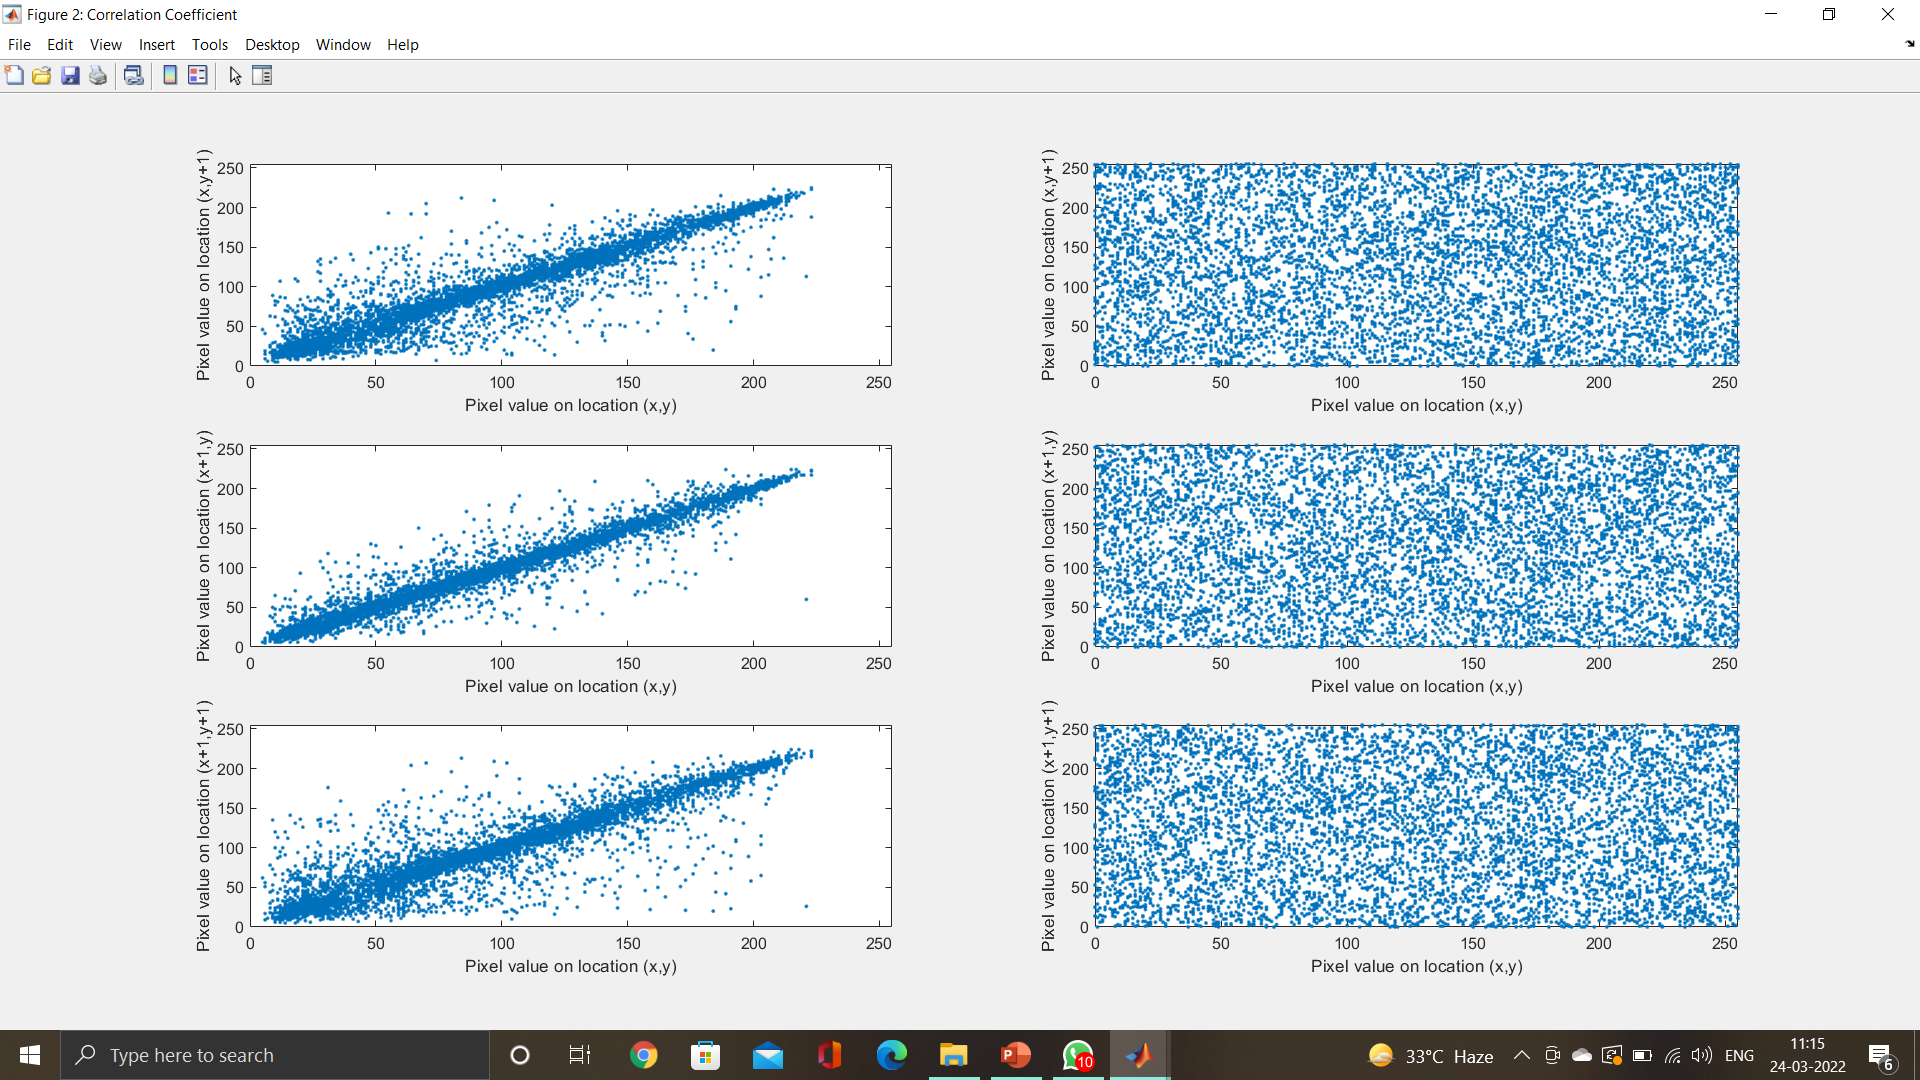 Figure 2: Correlation Coefficient
File Edit View Insert Tools Desktop Window Help
Pixel value on location (x,y+1)
250
200
150
100
50
0
0 50 100 150 200 250
Pixel value on location (x,y)
Pixel value on location (x,y+1)
250
200
150
100
50
0
0 50 100 150 200 250
Pixel value on location (x,y)
Pixel value on location (x+1,y)
250
200
150
100
50
0
0 50 100 150 200 250
Pixel value on location (x,y)
Pixel value on location (x+1,y)
250
200
150
100
50
0
0 50 100 150 200 250
Pixel value on location (x,y)
Pixel value on location (x+1,y+1)
250
200
150
100
50
0
0 50 100 150 200 250
Pixel value on location (x,y)
Pixel value on location (x+1,y+1)
250
200
150
100
50
0
0 50 100 150 200 250
Pixel value on location (x,y)
Type here to search
P
10
33°C Haze
ENG
11:15
24-03-2022
6